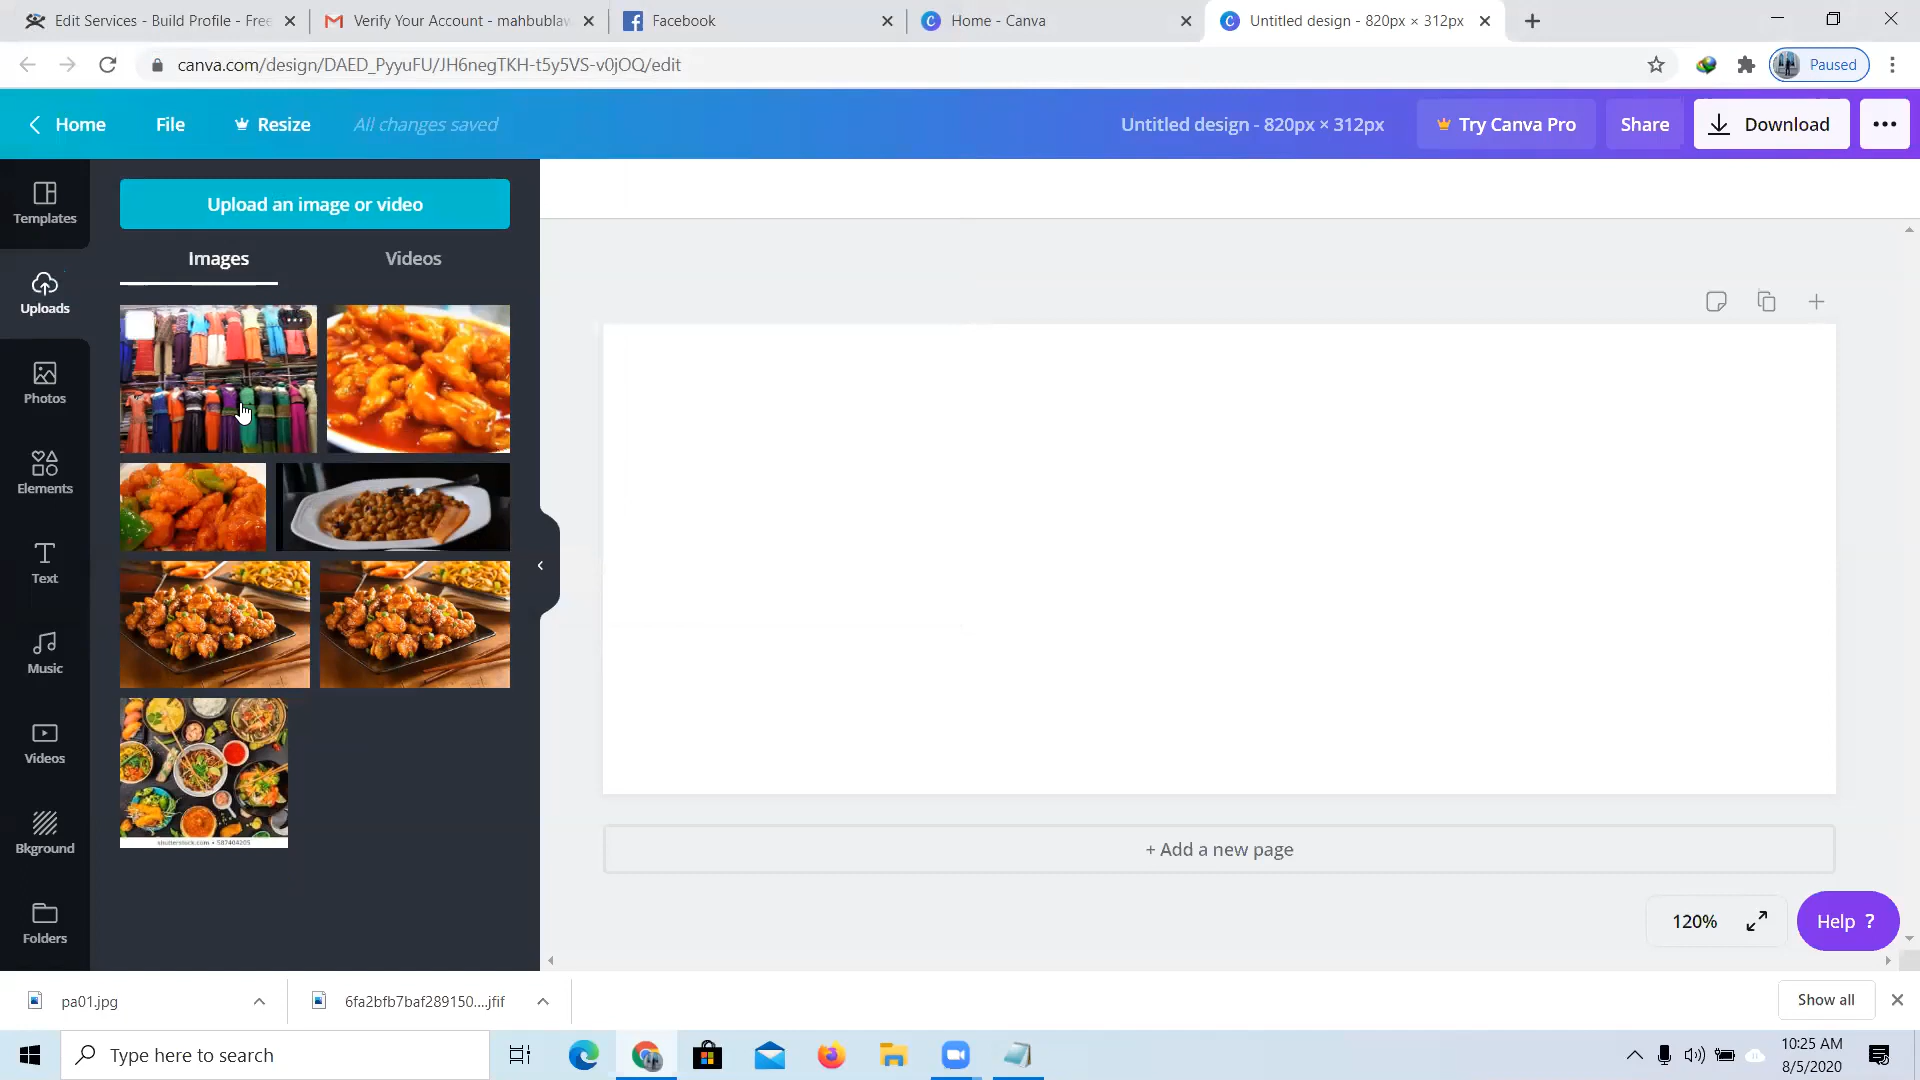 Edit Services - Build Profile - Free
Verify Your Account - mahbublaw
Facebook
Home - Canva
Untitled design - 820px × 312px
canva.com/design/DAED_PyyuFU/JH6negTKH-t5y5VS-v0jOQ/edit
Paused
Home
File
Resize
All changes saved
Untitled design - 820px × 312px
Try Canva Pro
Share
Download
Templates
Uploads
Photos
Elements
Text
Music
Videos
Bkground
Folders
Upload an image or video
Images
Videos
shutterstock.com • 587404205
+ Add a new page
120%
Help ?
pa01.jpg
6fa2bfb7baf289150....jfif
Show all
Type here to search
10:25 AM
8/5/2020